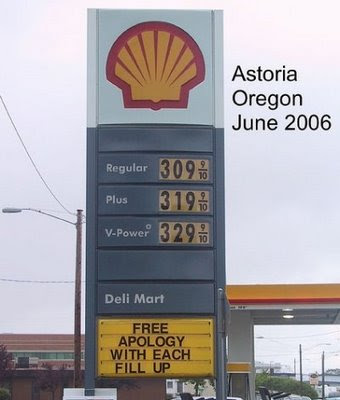 Astoria
Oregon
June 2006
Regular 309 9/10
Plus 319 9/10
V-Power 329 9/10
Deli Mart
FREE
APOLOGY
WITH EACH
FILL UP